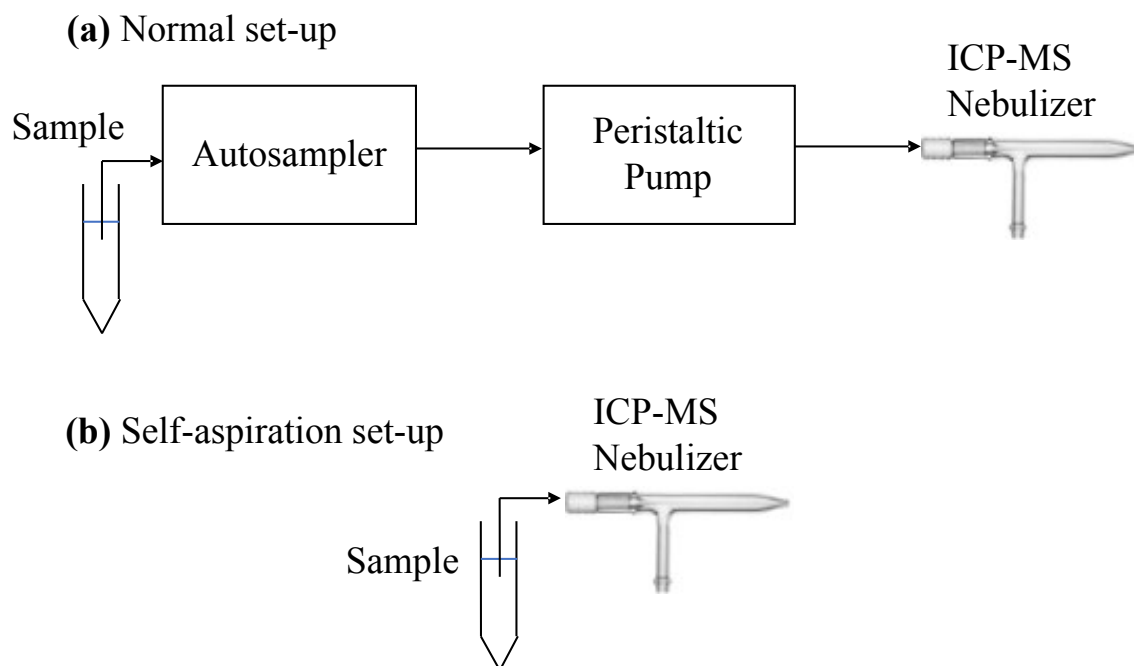 (a) Normal set-up
ICP-MS
Nebulizer
Sample
Autosampler
Peristaltic
Pump
(b) Self-aspiration set-up
ICP-MS
Nebulizer
Sample